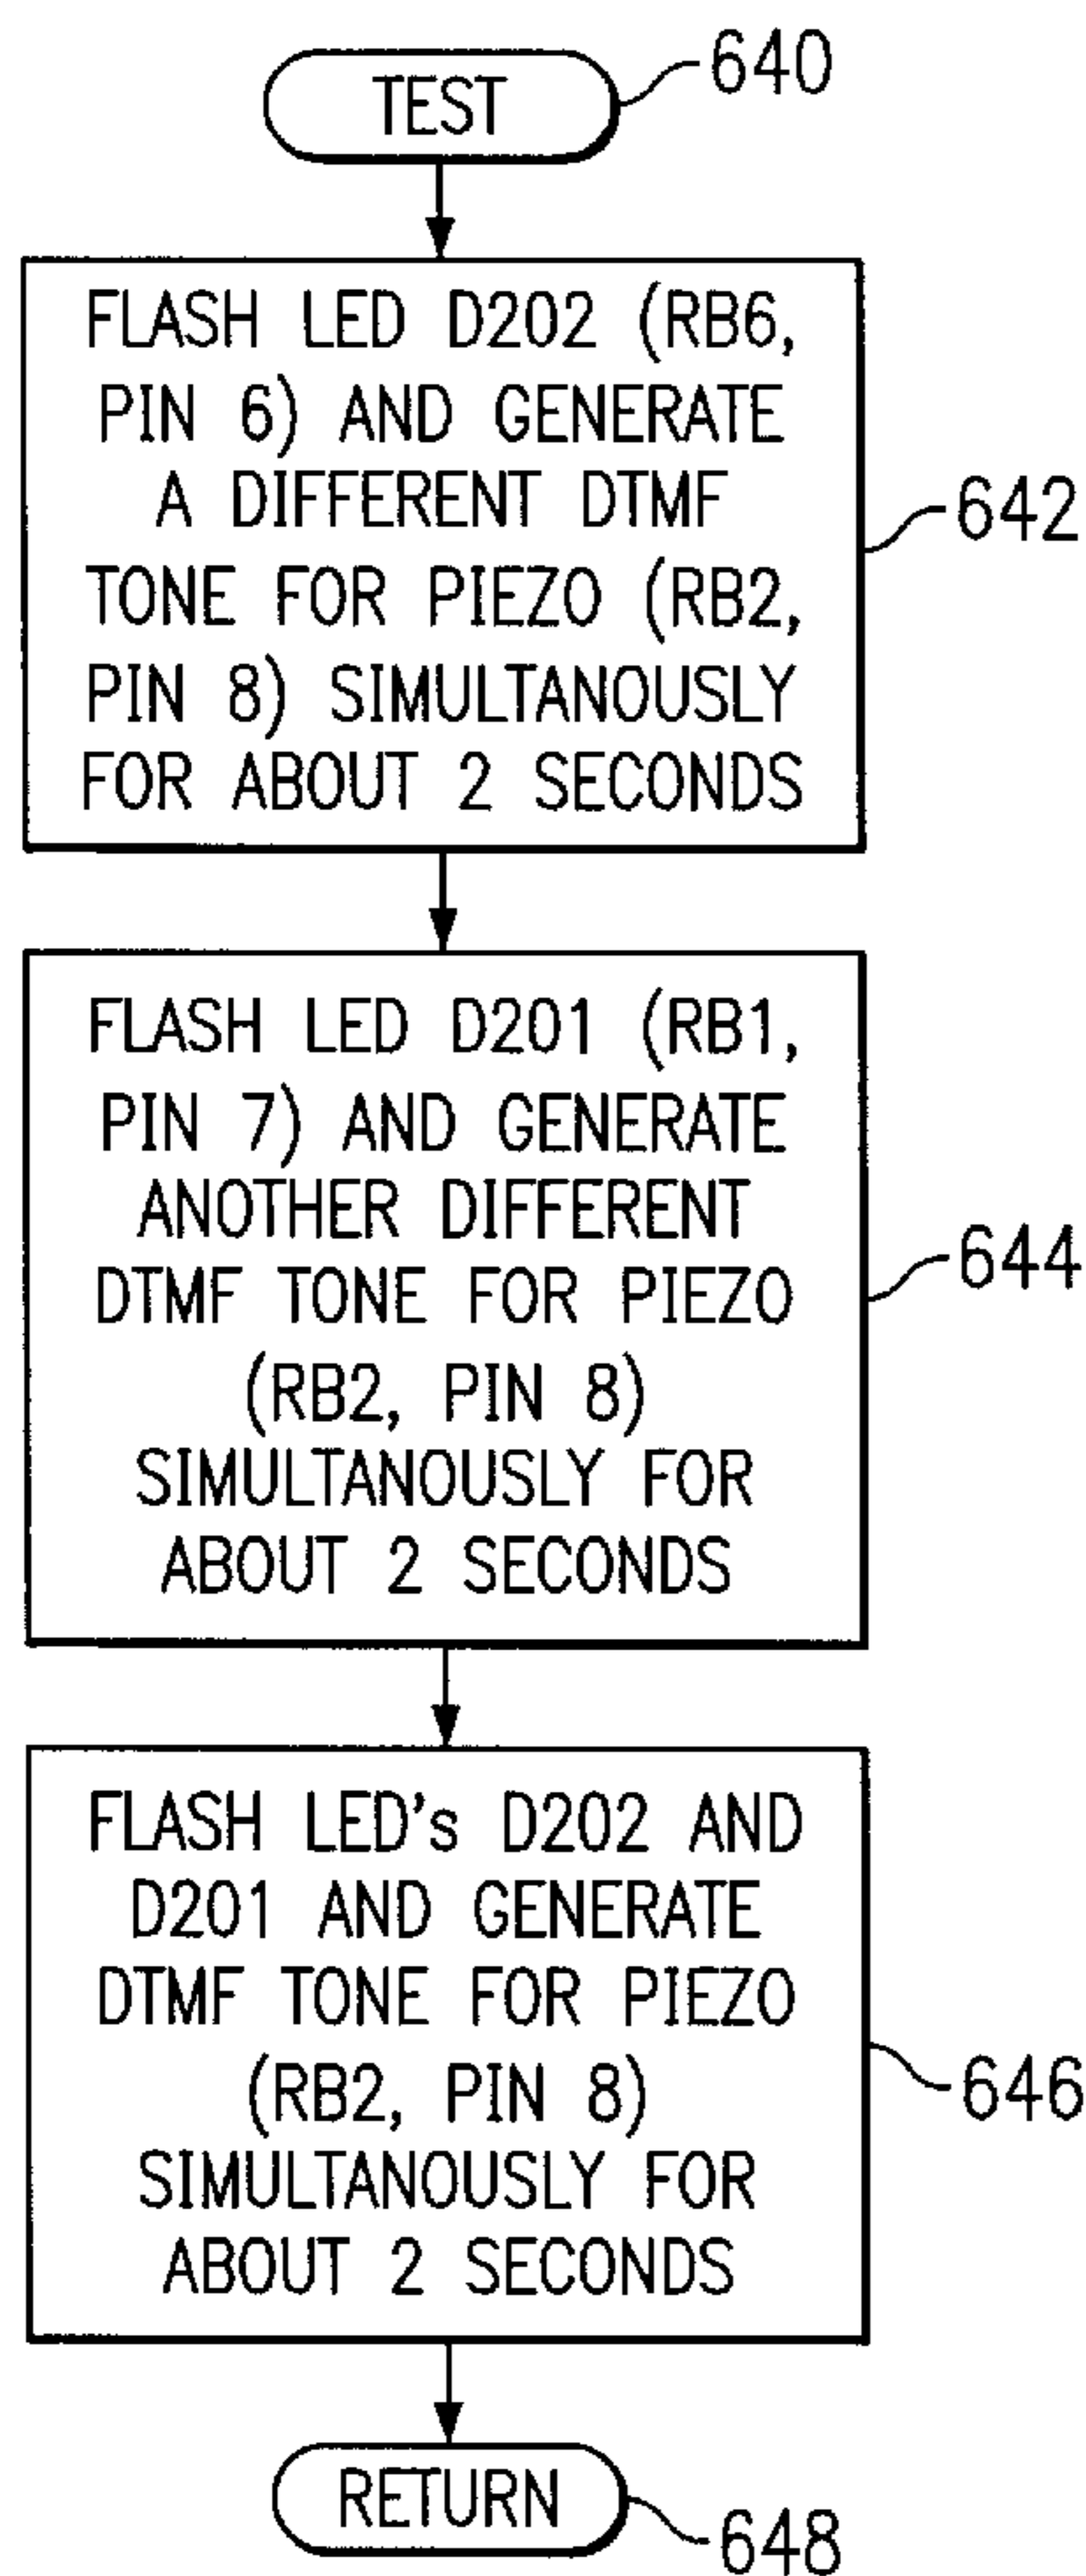 TEST
640
FLASH LED D202 (RB6,
PIN 6) AND GENERATE
A DIFFERENT DTMF
TONE FOR PIEZO (RB2,
PIN 8) SIMULTANOUSLY
FOR ABOUT 2 SECONDS
642
FLASH LED D201 (RB1,
PIN 7) AND GENERATE
ANOTHER DIFFERENT
DTMF TONE FOR PIEZO
(RB2, PIN 8)
SIMULTANOUSLY FOR
ABOUT 2 SECONDS
644
FLASH LED's D202 AND
D201 AND GENERATE
DTMF TONE FOR PIEZO
(RB2, PIN 8)
SIMULTANOUSLY FOR
ABOUT 2 SECONDS
646
RETURN
648